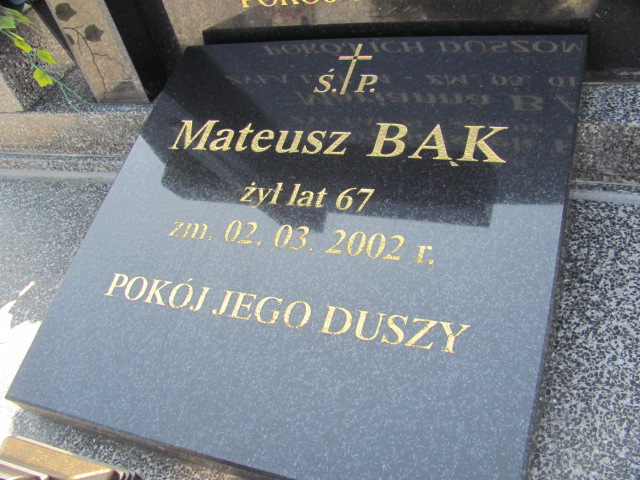 Ś. P.
Mateusz BĄK
żył lat 67
zm. 02. 03. 2002 r.
POKÓJ JEGO DUSZY